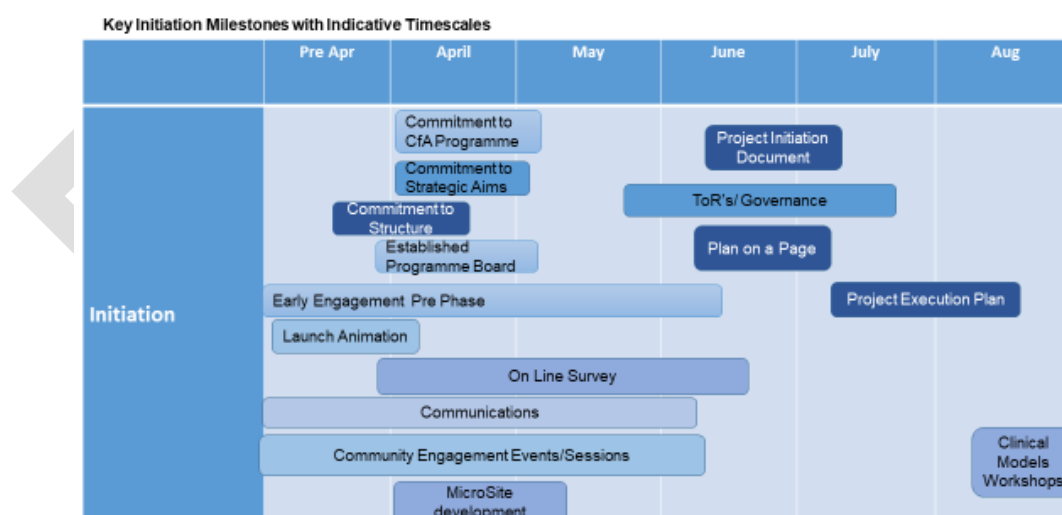 Key Initiation Milestones with Indicative Timescales
Pre Apr April May June July Aug
Commitment to
CfA Programme
Project Initiation
Document
Commitment to
Strategic Aims
ToR's/ Governance
Commitment to
Structure
Established
Programme Board
Plan on a Page
Initiation
Early Engagement Pre Phase
Project Execution Plan
Launch Animation
On Line Survey
Communications
Community Engagement Events/Sessions
Clinical
Models
Workshops
MicroSite
development